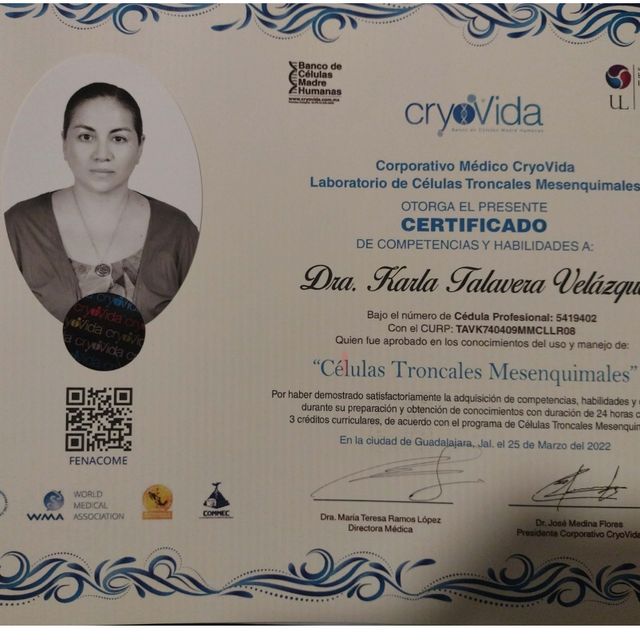 Banco de
Células
Madre
Humanas
www.cryovida.com.mx
cryoVida
Banco de Células Madre Humanas
UL
Corporativo Médico CryoVida
Laboratorio de Células Troncales Mesenquimales
OTORGA EL PRESENTE
CERTIFICADO
DE COMPETENCIAS Y HABILIDADES A:
Dra. Karla Talavera Velázqu
Bajo el número de Cédula Profesional: 5419402
Con el CURP: TAVK740409MMCLLR08
Quien fue aprobado en los conocimientos del uso y manejo de:
“Células Troncales Mesenquimales”
Por haber demostrado satisfactoriamente la adquisición de competencias, habilidades y
durante su preparación y obtención de conocimientos con duración de 24 horas
3 créditos curriculares, de acuerdo con el programa de Células Troncales Mesenquim
En la ciudad de Guadalajara, Jal. el 25 de Marzo del 2022
cryoVida
cryoVida
cryoVida
cryoVida
FENACOME
WMA
WORLD
MEDICAL
ASSOCIATION
COMMEC
Dra. María Teresa Ramos López
Directora Médica
Dr. José Medina Flores
Presidente Corporativo CryoVida